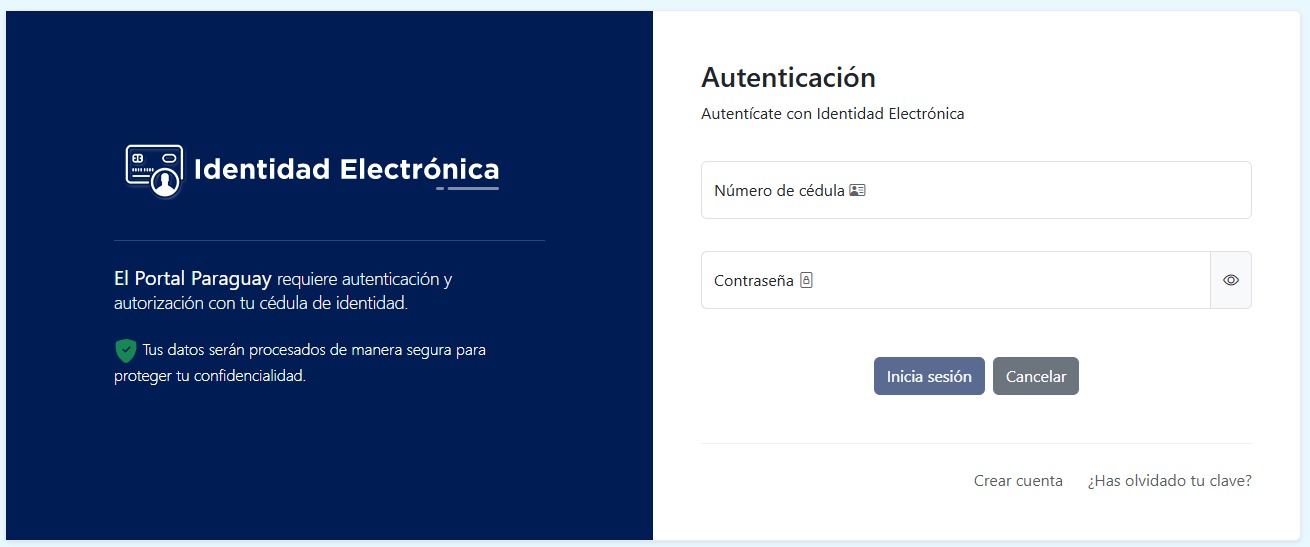 Identidad Electrónica
El Portal Paraguay requiere autenticación y
autorización con tu cédula de identidad.
Tus datos serán procesados de manera segura para
proteger tu confidencialidad.
Autenticación
Autentícate con Identidad Electrónica
Número de cédula
Contraseña
Inicia sesión
Cancelar
Crear cuenta
¿Has olvidado tu clave?